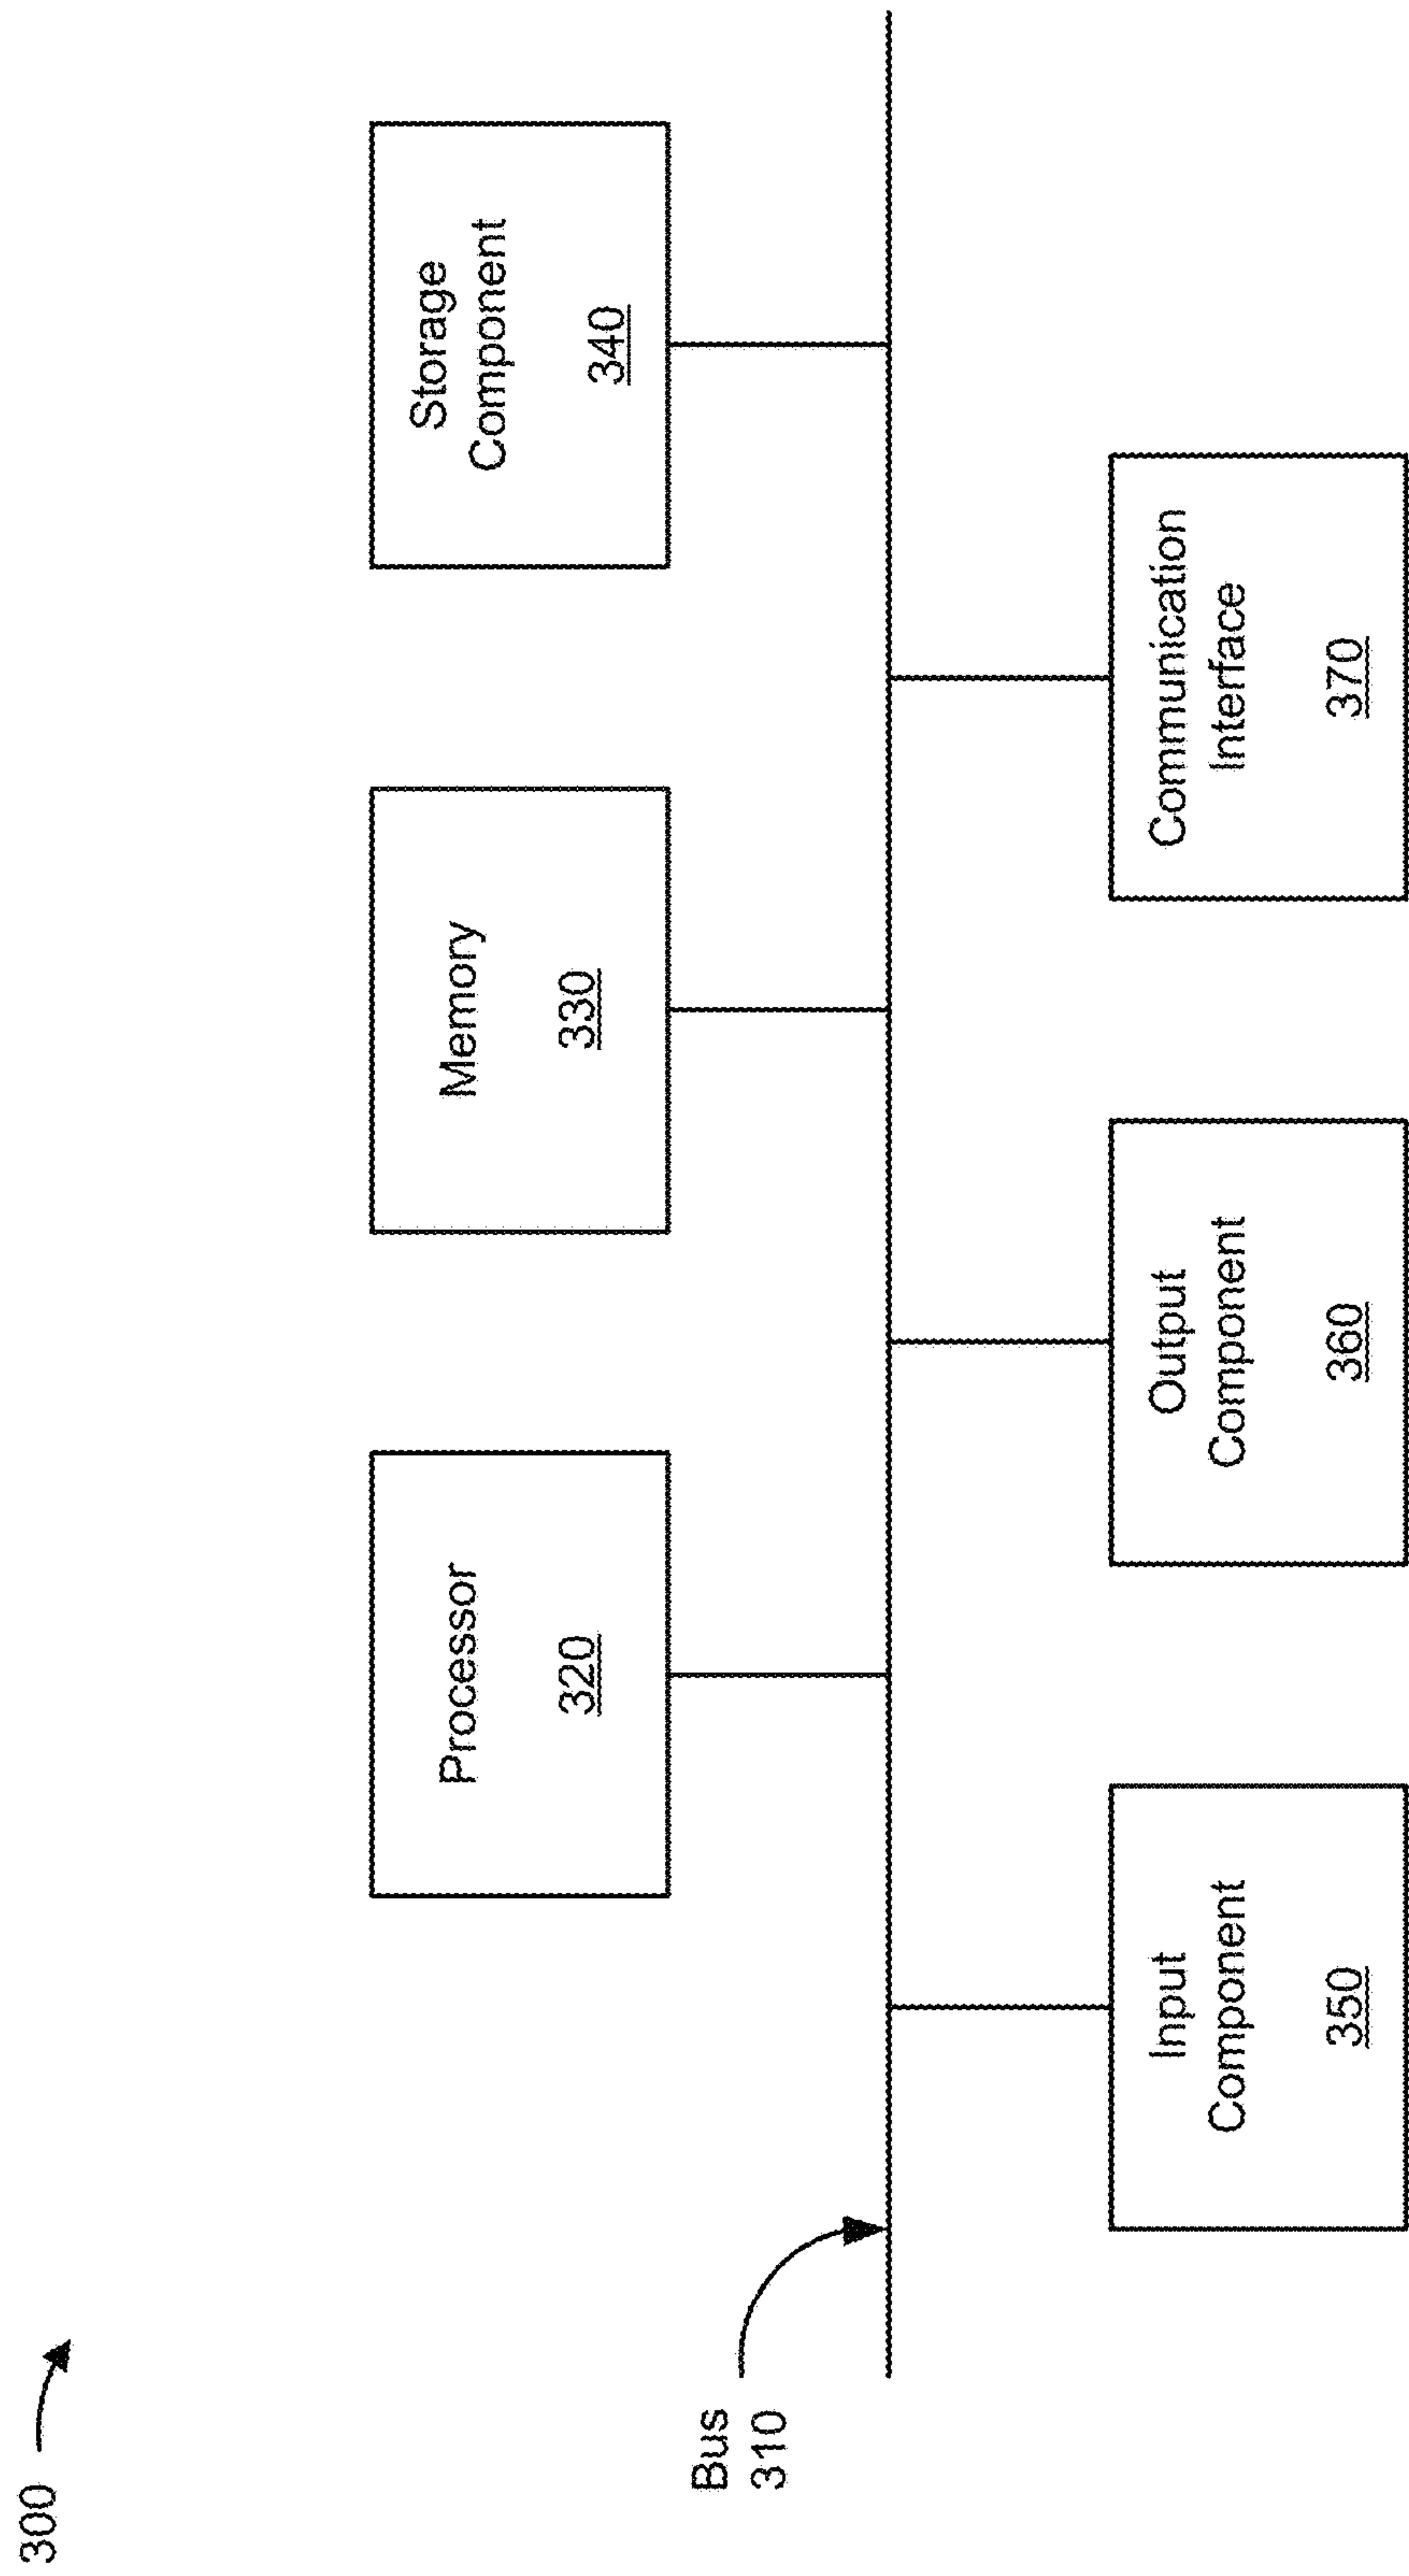 300
Processor
320
Memory
330
Storage
Component
340
Bus
310
Input
Component
350
Output
Component
360
Communication
Interface
370